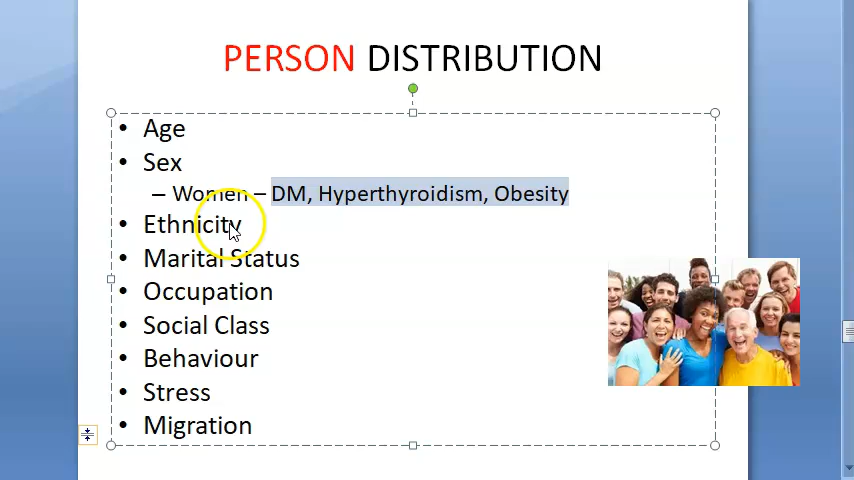 PERSON DISTRIBUTION
• Age
• Sex
– Women – DM, Hyperthyroidism, Obesity
• Ethnicity
• Marital Status
• Occupation
• Social Class
• Behaviour
• Stress
• Migration